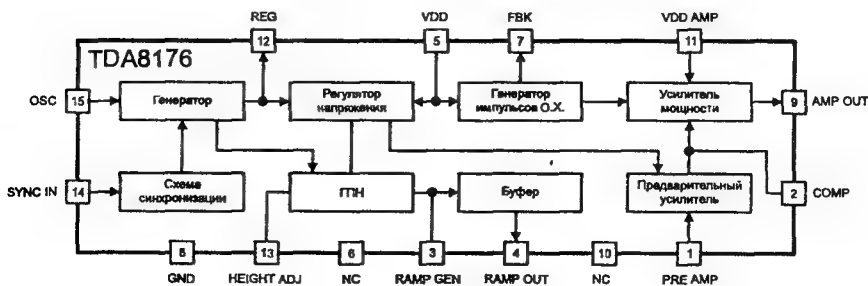 REG VDD FBK VDD AMP
12 5 7 11
TDA8176
OSC 15 Генератор Регулятор напряжения Генератор импульсов О.Х. Усилитель мощности 9 AMP OUT
SYNC IN 14 Схема синхронизации ГПН Буфер Предварительный усилитель 2 COMP
8 13 6 3 4 10 1
GND HEIGHT ADJ NC RAMP GEN RAMP OUT NC PRE AMP